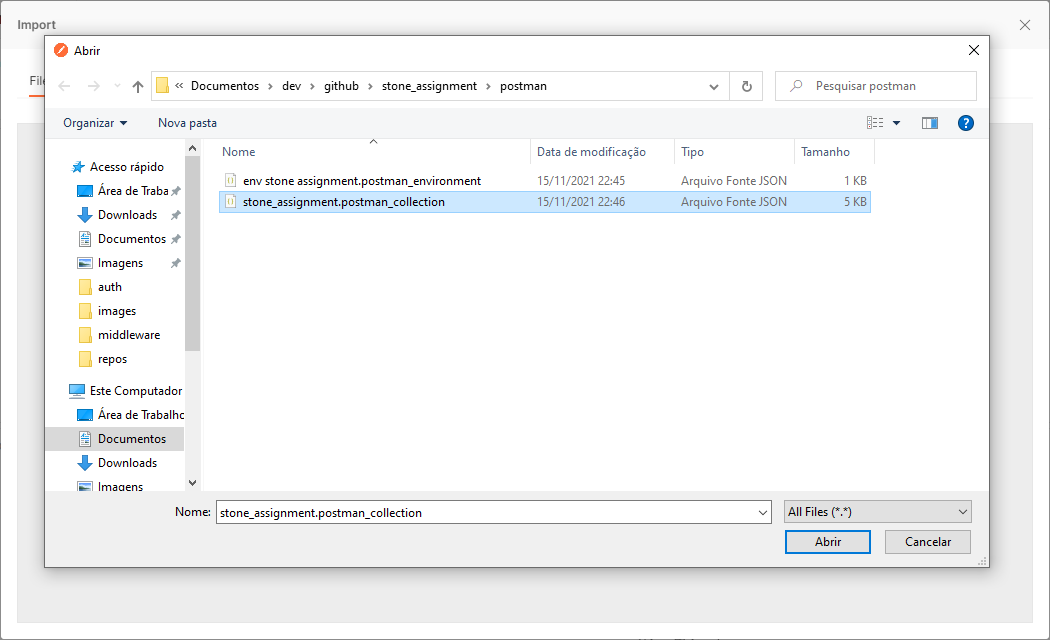 Import
Abrir
File
« Documentos › dev › github › stone_assignment › postman
Pesquisar postman
Organizar
Nova pasta
?
Nome
Data de modificação
Tipo
Tamanho
env stone assignment.postman_environment 15/11/2021 22:45 Arquivo Fonte JSON 1 KB
stone_assignment.postman_collection 15/11/2021 22:46 Arquivo Fonte JSON 5 KB
Acesso rápido
Área de Traba
Downloads
Documentos
Imagens
auth
images
middleware
repos
Este Computador
Área de Trabalho
Documentos
Downloads
Imagens
Nome: stone_assignment.postman_collection
All Files (*.*)
Abrir
Cancelar